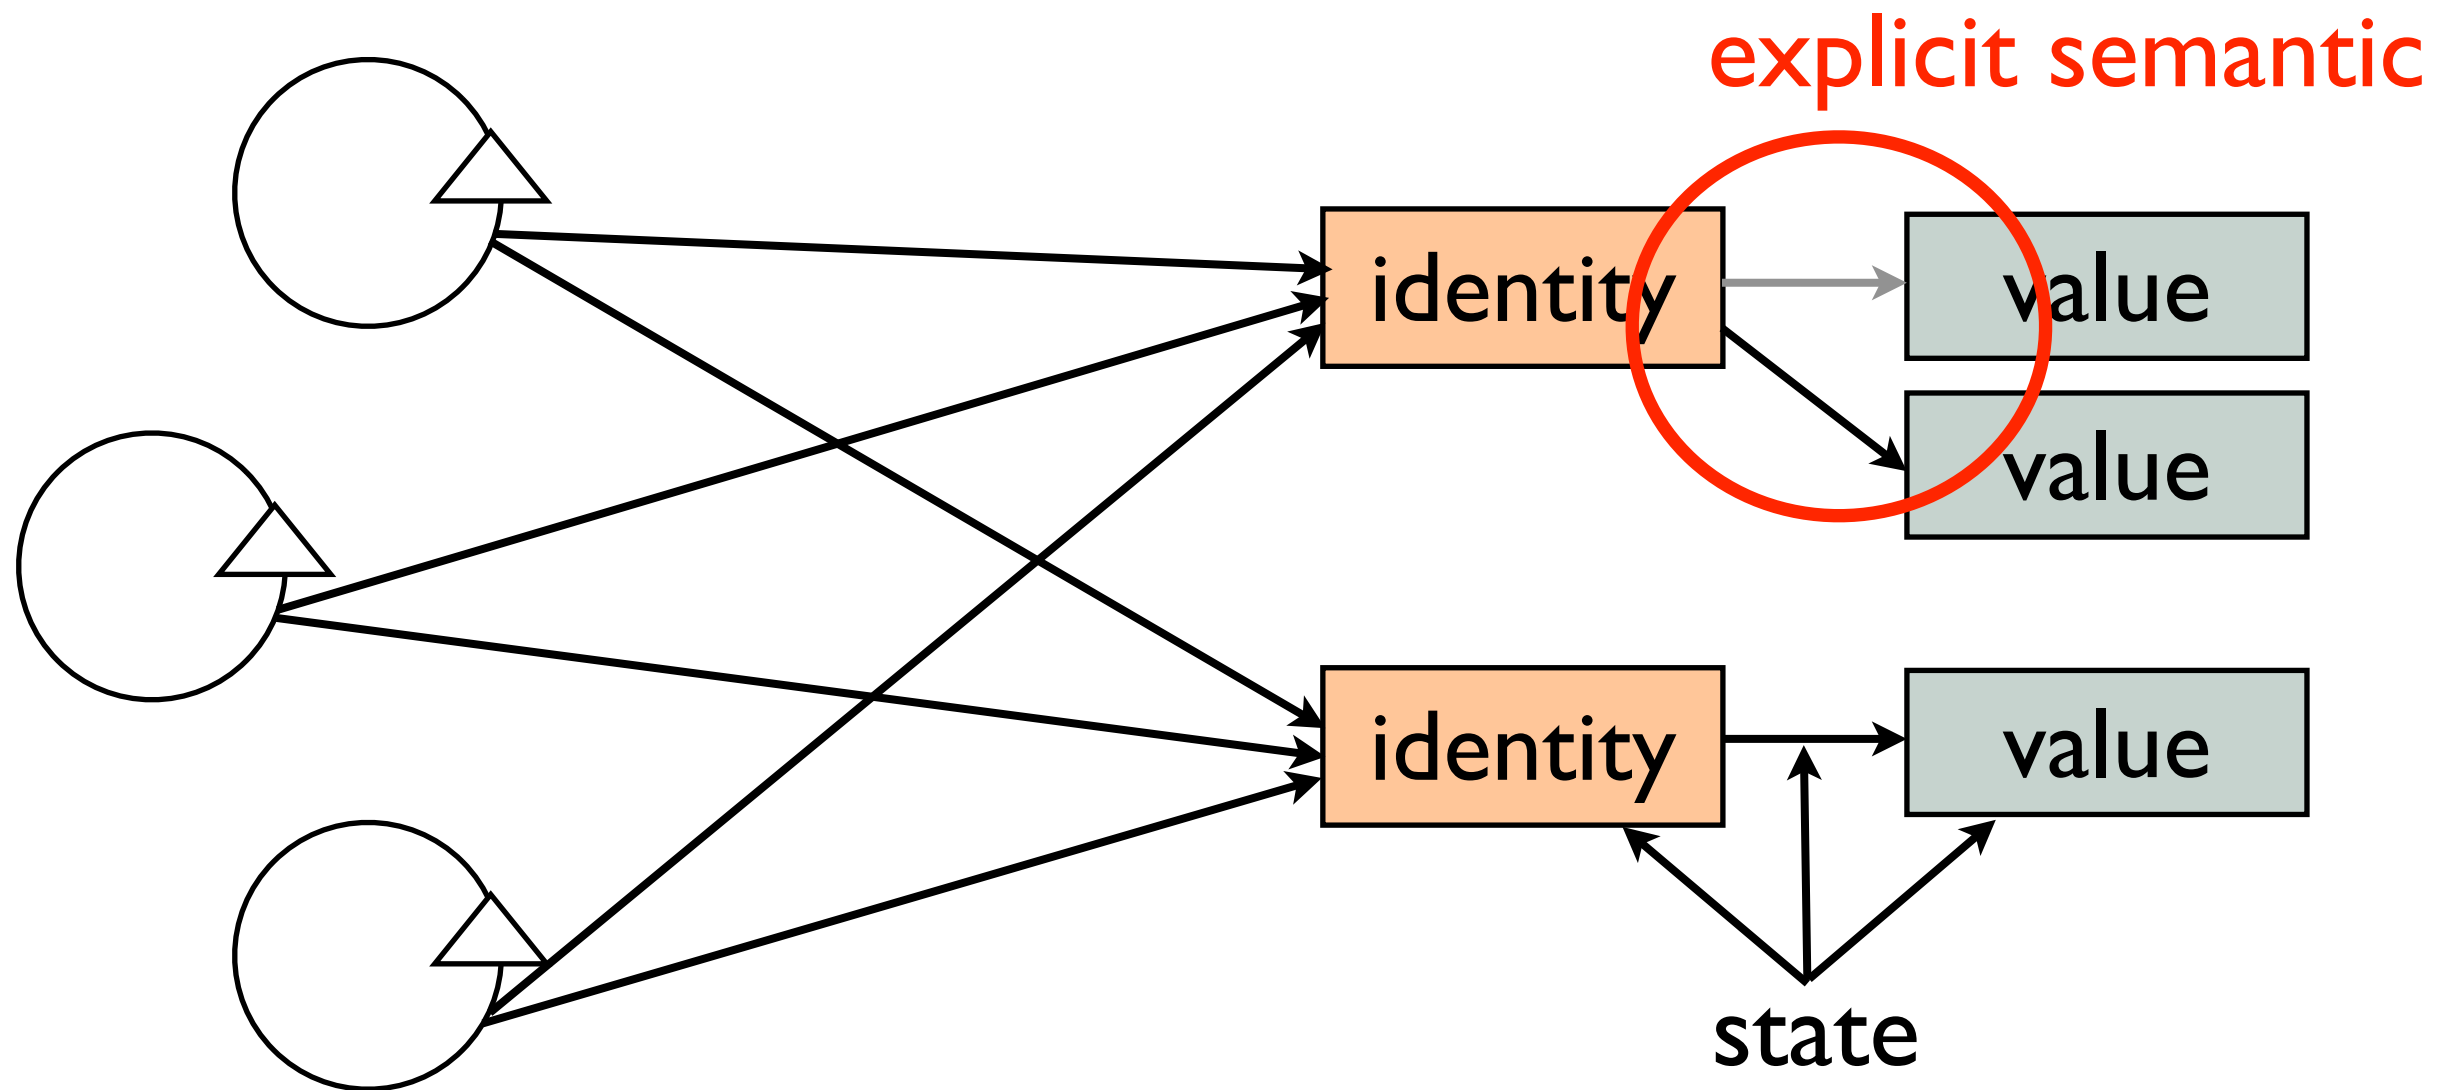 explicit semantic
identity
value
value
identity
value
state